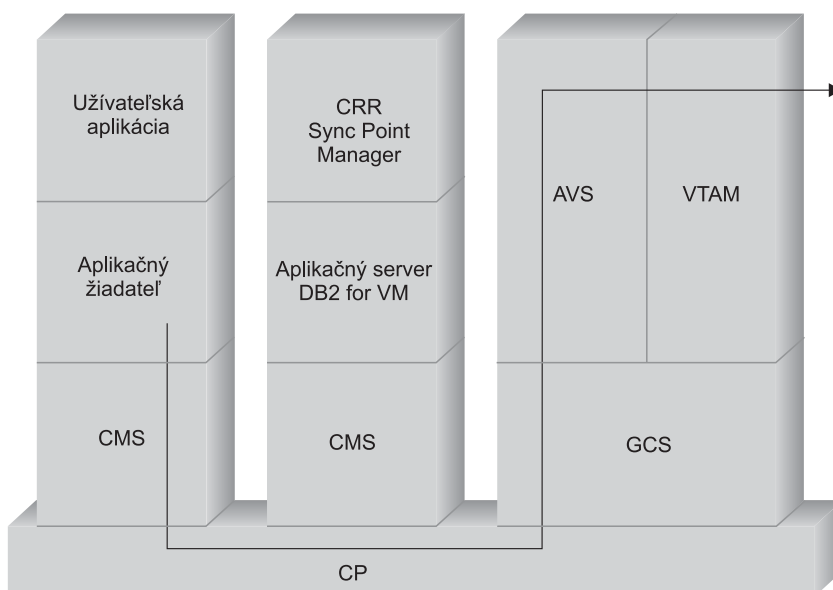 Užívateľská
aplikácia
Aplikačný
žiadateľ
CMS
CRR
Sync Point
Manager
Aplikačný server
DB2 for VM
CMS
AVS
VTAM
GCS
CP